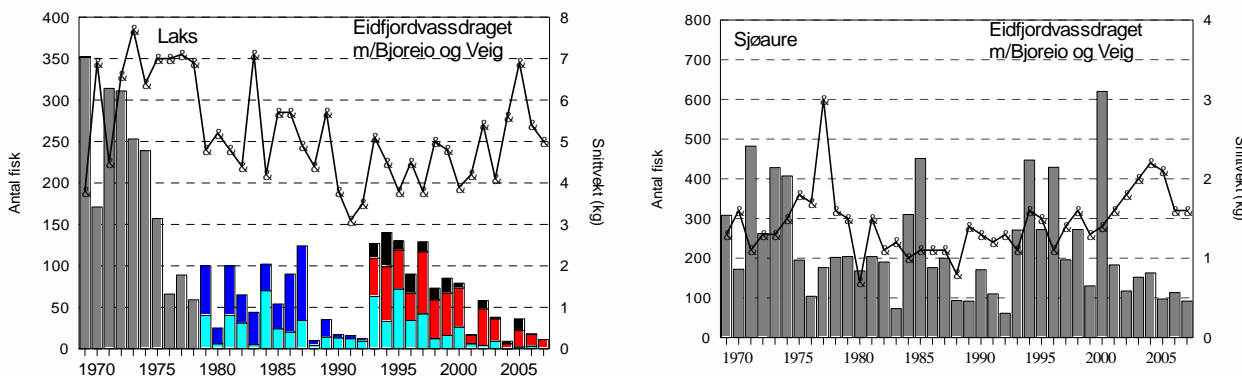 Laks
Eidfjordvassdraget
m/Bjoreio og Veig
Antal fisk
400
350
300
250
200
150
100
50
0
8
7
6
5
4
3
2
1
0
Snittvekt (kg)
1970 1975 1980 1985 1990 1995 2000 2005
Sjøaure
Eidfjordvassdraget
m/Bjoreio og Veig
Antal fisk
800
700
600
500
400
300
200
100
0
4
3
2
1
0
Snittvekt (kg)
1970 1975 1980 1985 1990 1995 2000 2005